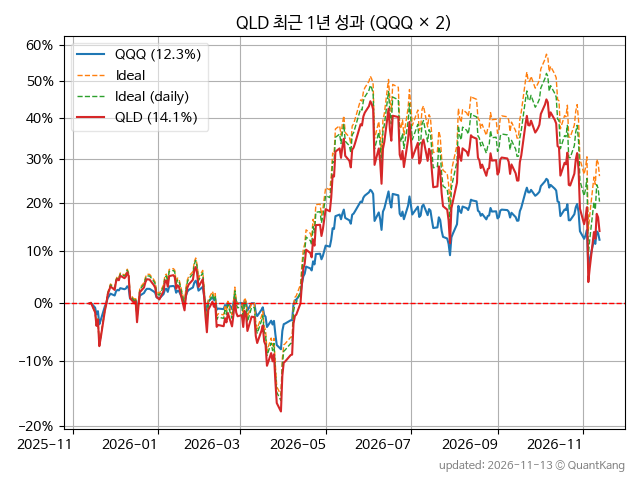 QLD 최근 1년 성과 (QQQ × 2)
QQQ (12.3%)
Ideal
Ideal (daily)
QLD (14.1%)
60%
50%
40%
30%
20%
10%
0%
−10%
−20%
2025-11 2026-01 2026-03 2026-05 2026-07 2026-09 2026-11
updated: 2026-11-13 ⓒ QuantKang